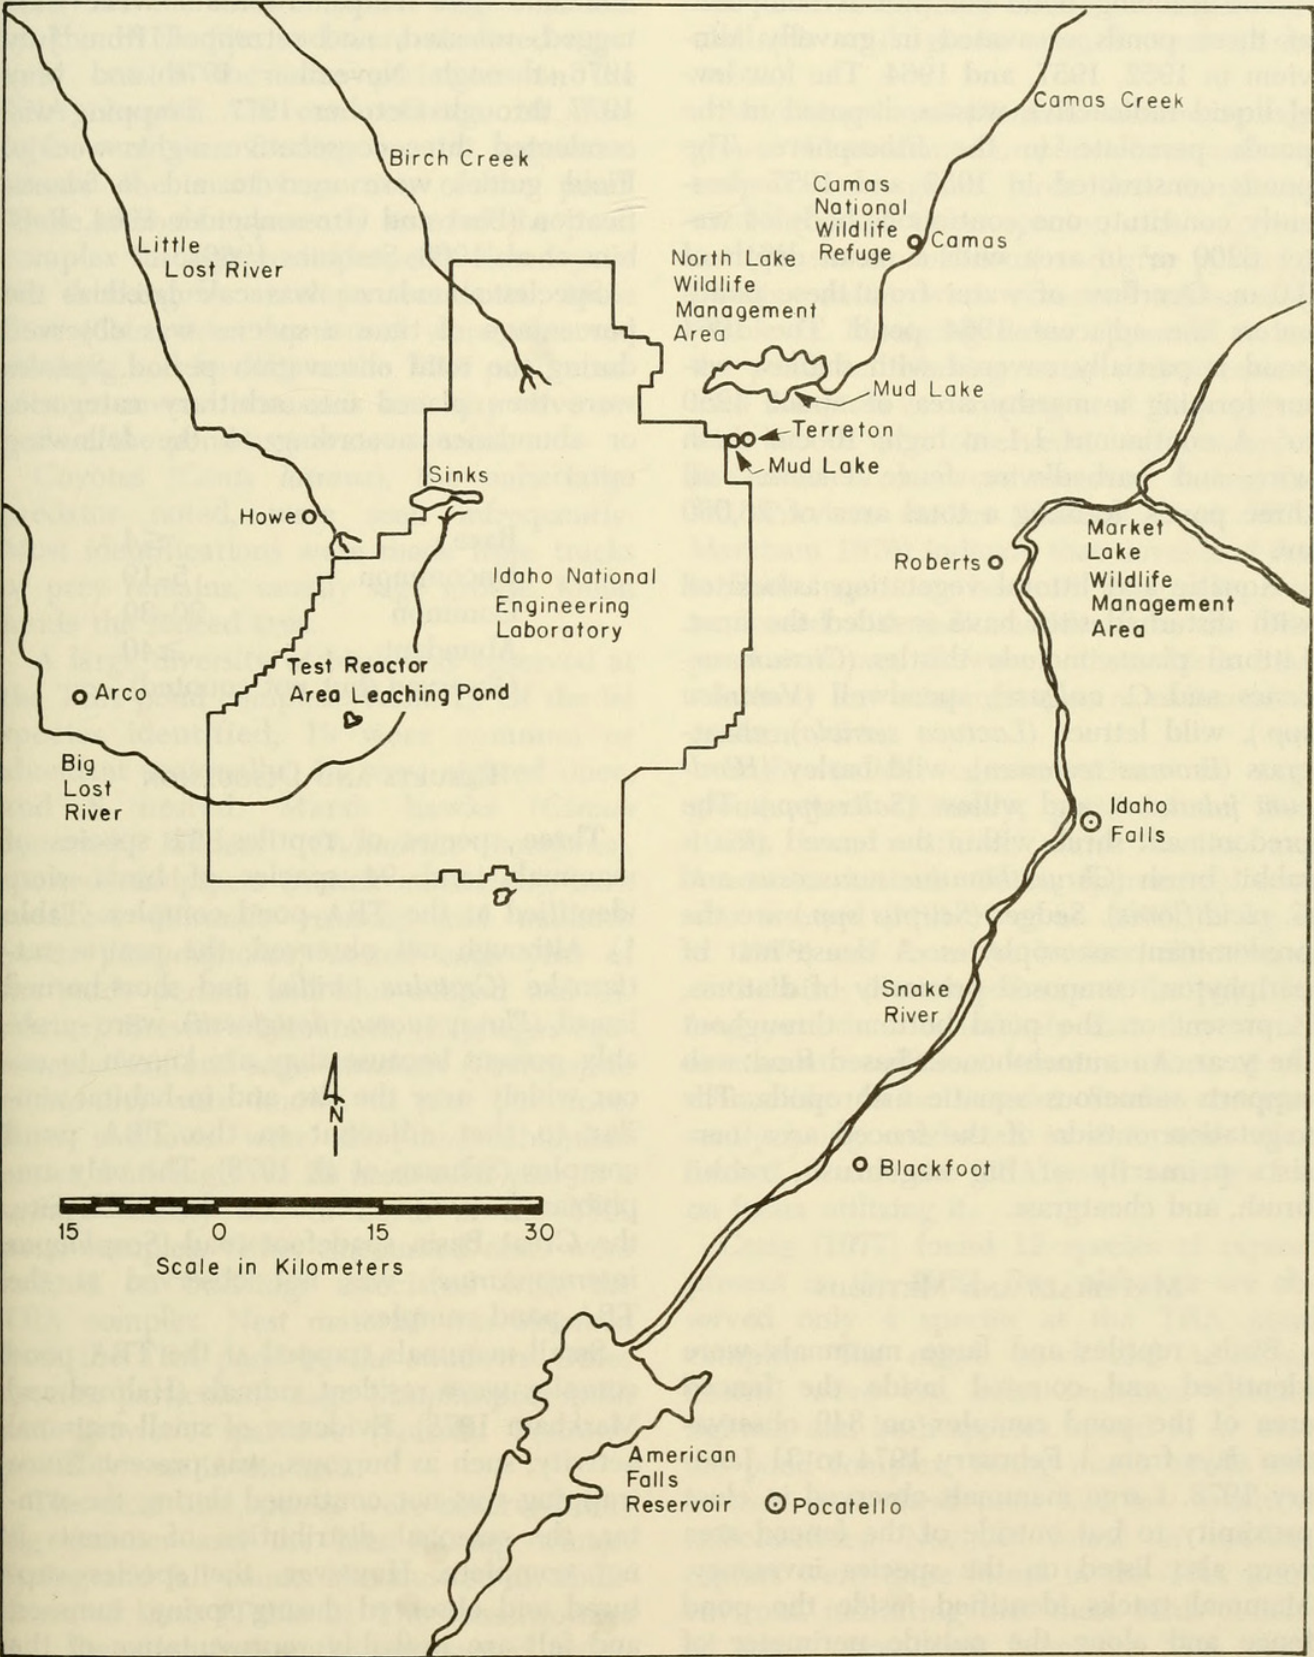 Camas Creek
Birch Creek
Camas
National
Wildlife
Refuge
Camas
Little
Lost River
North Lake
Wildlife
Management
Area
Mud Lake
Terreton
Mud Lake
Sinks
Howe
Market
Lake
Wildlife
Management
Area
Roberts
Idaho National
Engineering
Laboratory
Test Reactor
Area Leaching Pond
Arco
Big
Lost
River
Idaho
Falls
Snake
River
N
Blackfoot
15 0 15 30
Scale in Kilometers
American
Falls
Reservoir
Pocatello